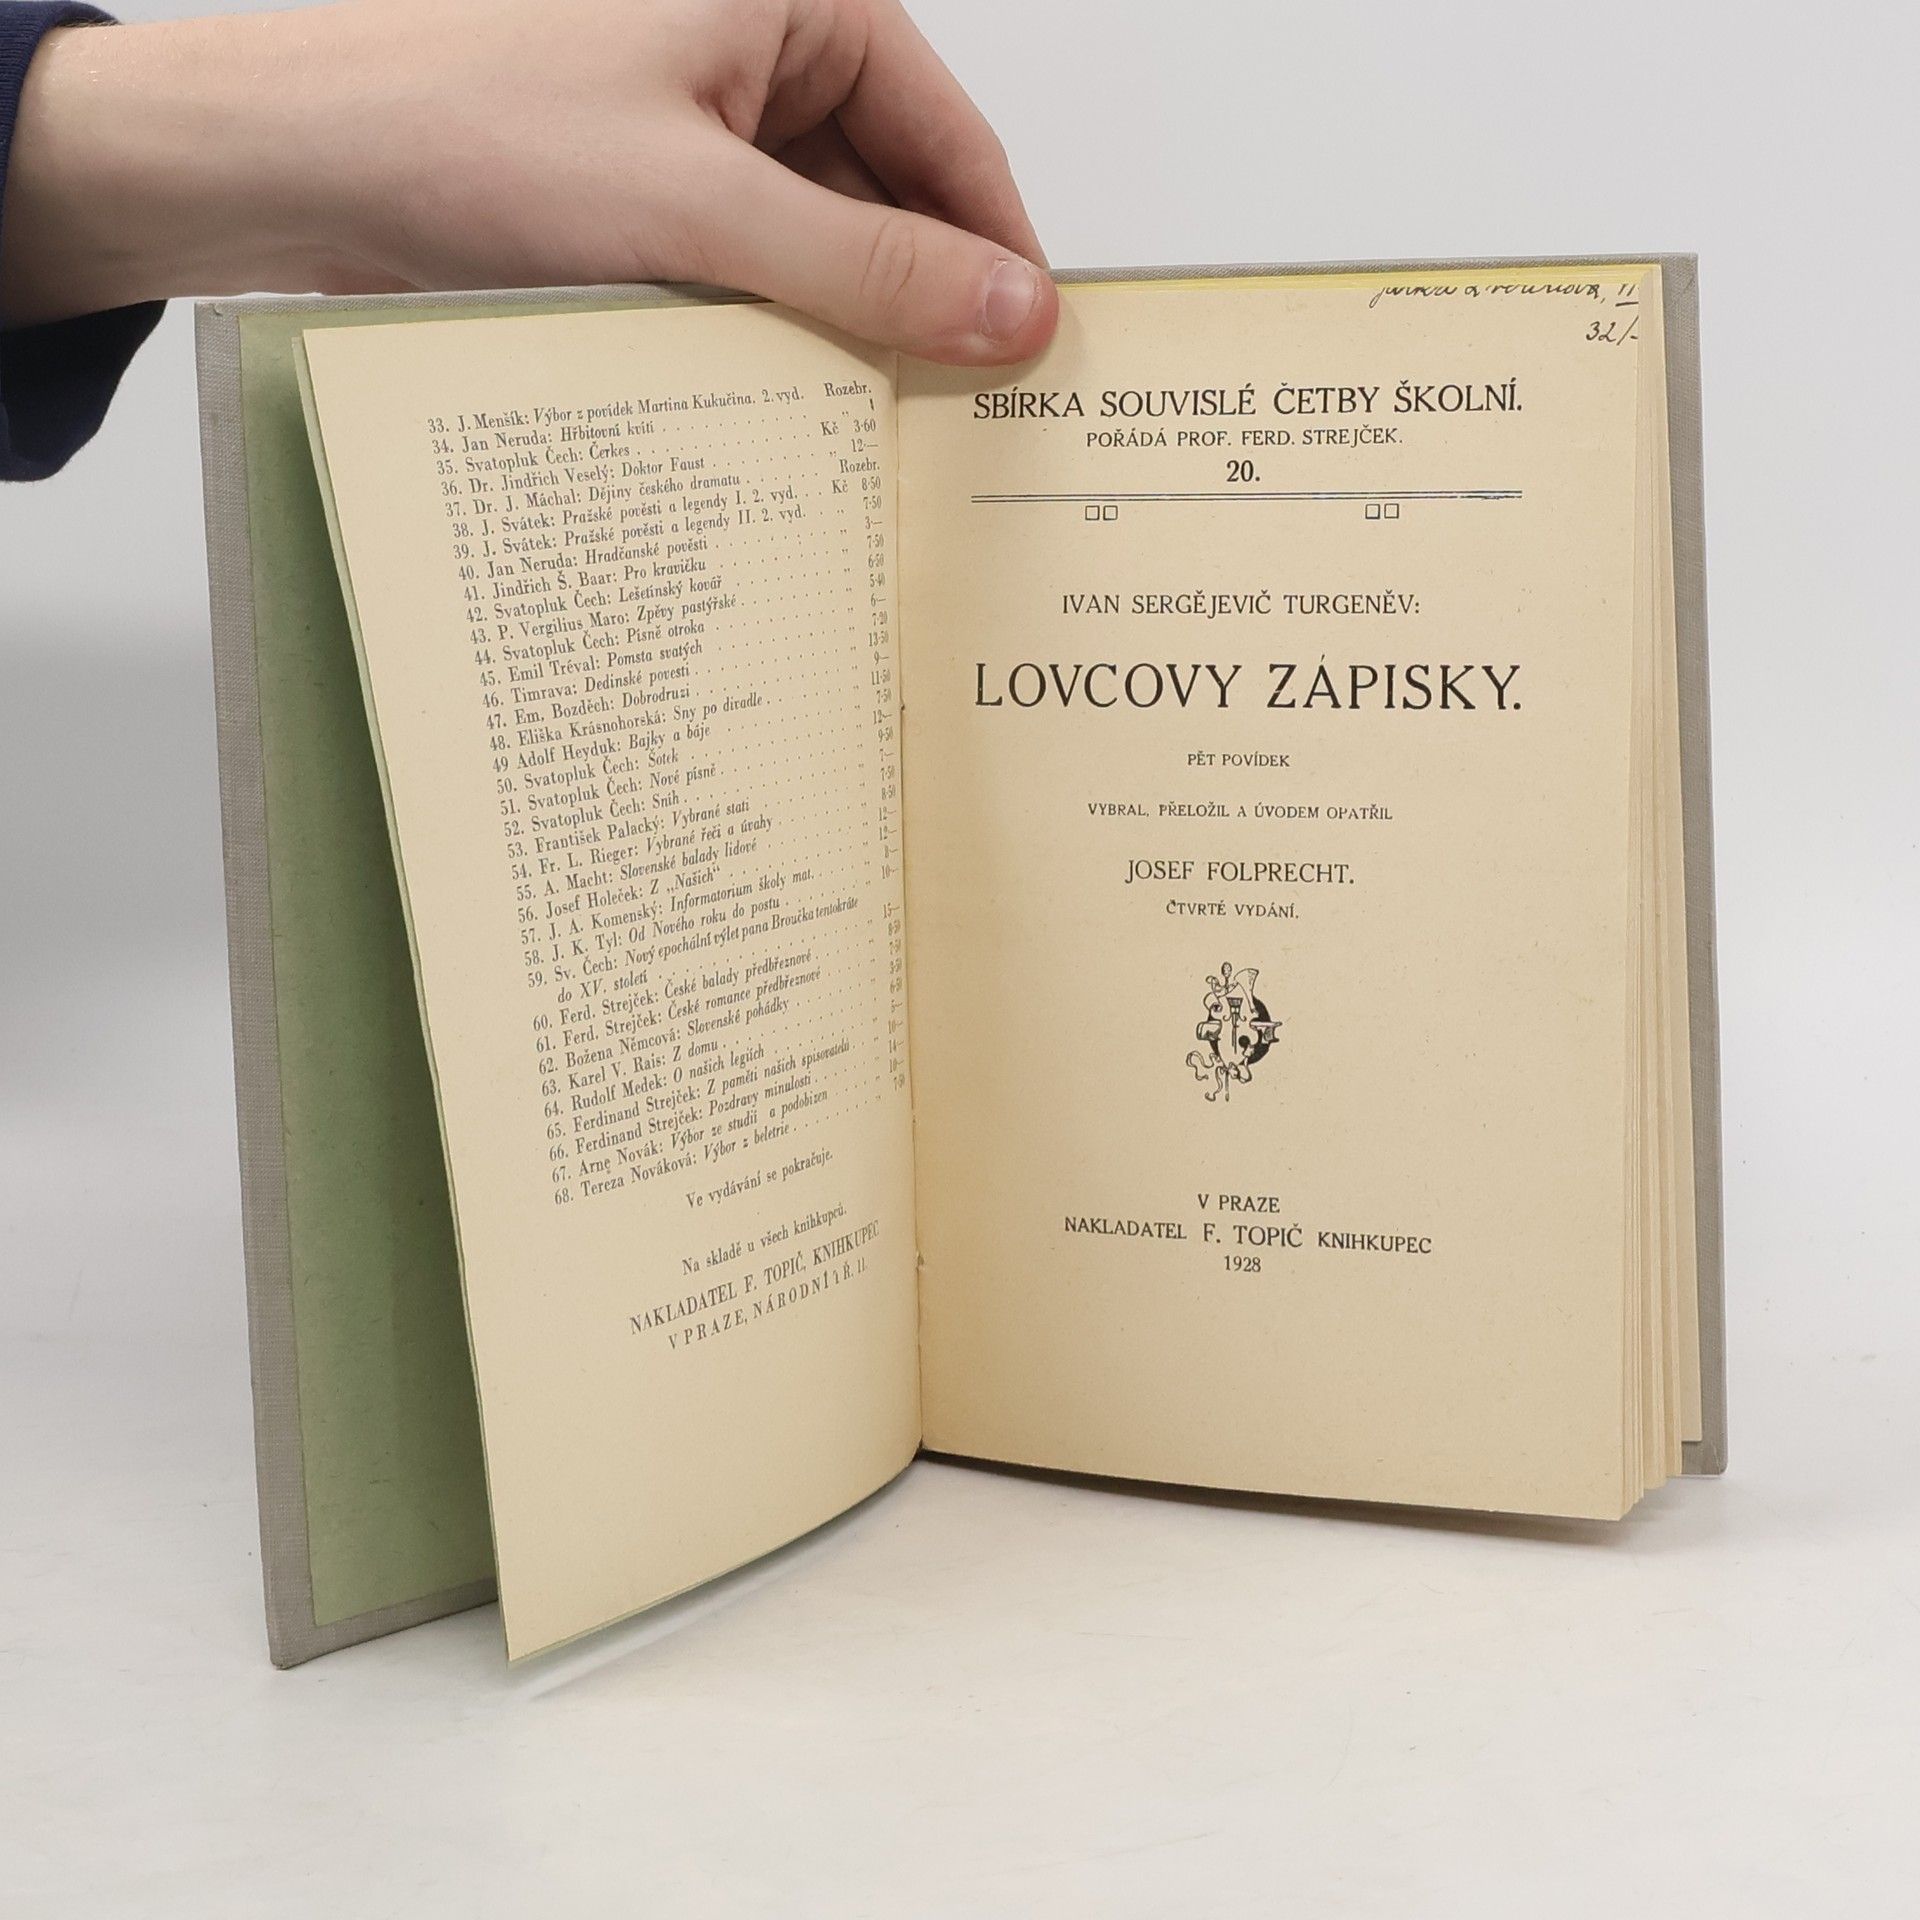 33. J. Menšík: Výbor z povídek Martina Kukučína. 2. vyd. Rozebr.
34. Jan Neruda: Hřbitovní kvítí . . . „
35. Svatopluk Čech: Čerkes . . . Kč 3·60
36. Dr. Jindřich Veselý: Doktor Faust . . . „ 12·—
37. Dr. J. Máchal: Dějiny českého dramatu . . . Rozebr.
38. J. Svátek: Pražské pověsti a legendy I. 2. vyd. . . Kč 8·50
39. J. Svátek: Pražské pověsti a legendy II. 2. vyd. . „ 7·50
40. Jan Neruda: Hradčanské pověsti . . . „ 3·—
41. Jindřich Š. Baar: Pro kravičku . . . „ 7·50
42. Svatopluk Čech: Lešetínský kovář . . . „ 6·50
43. P. Vergilius Maro: Zpěvy pastýřské . . . „ 5·40
44. Svatopluk Čech: Písně otroka . . . „ 6·—
45. Emil Tréval: Pomsta svatých . . . „ 7·20
46. Timrava: Dedinské povesti . . . „ 13·50
47. Em. Bozděch: Dobrodruzi . . . „ 9·—
48. Eliška Krásnohorská: Sny po divadle . . . „ 11·50
49 Adolf Heyduk: Bajky a báje . . . „ 7·50
50. Svatopluk Čech: Šotek . . . „ 12·—
51. Svatopluk Čech: Nové písně . . . „ 9·50
52. Svatopluk Čech: Sníh . . . „ 7·—
53. František Palacký: Vybrané stati . . . „ 7·50
54. Fr. L. Rieger: Vybrané řeči a úvahy . . . „ 8·50
55. A. Macht: Slovenské balady lidové . . . „ 12·—
56. Josef Holeček: Z „Našich“ . . . „ 12·—
57. J. A. Komenský: Informatorium školy mat. . . . „ 8·—
58. J. K. Tyl: Od Nového roku do postu . . . „ 10·—
59. Sv. Čech: Nový epochální výlet pana Broučka tentokráte
do XV. století . . . „ 15·—
60. Ferd. Strejček: České balady předbřeznové . . . „ 8·50
61. Ferd. Strejček: České romance předbřeznové . . . „ 7·50
62. Božena Němcová: Slovenské pohádky . . . „ 3·50
63. Karel V. Rais: Z domu . . . „ 6·50
64. Rudolf Medek: O našich legiích . . . „ 5·—
65. Ferdinand Strejček: Z pamětí našich spisovatelů . . „ 10·—
66. Ferdinand Strejček: Pozdravy minulosti . . . „ 14·—
67. Arne Novák: Výbor ze studií a podobizen . . . „ 10·—
68. Tereza Nováková: Výbor z beletrie . . . „ 7·50
Ve vydávání se pokračuje.
Na skladě u všech knihkupců.
NAKLADATEL F. TOPIČ, KNIHKUPEC
V PRAZE, NÁRODNÍ TŘ. 11.
II
32/-
SBÍRKA SOUVISLÉ ČETBY ŠKOLNÍ.
POŘÁDÁ PROF. FERD. STREJČEK.
20.
IVAN SERGĚJEVIČ TURGENĚV:
LOVCOVY ZÁPISKY.
PĚT POVÍDEK
VYBRAL, PŘELOŽIL A ÚVODEM OPATŘIL
JOSEF FOLPRECHT.
ČTVRTÉ VYDÁNÍ.
V PRAZE
NAKLADATEL F. TOPIČ KNIHKUPEC
1928